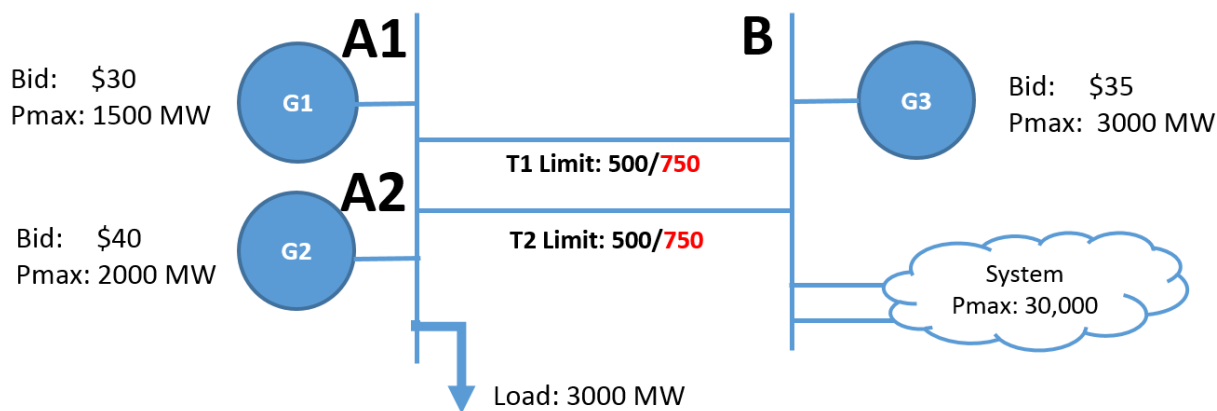 A1
B
Bid: $30
Pmax: 1500 MW
G1
G3
Bid: $35
Pmax: 3000 MW
T1 Limit: 500/750
A2
Bid: $40
Pmax: 2000 MW
G2
T2 Limit: 500/750
System
Pmax: 30,000
Load: 3000 MW